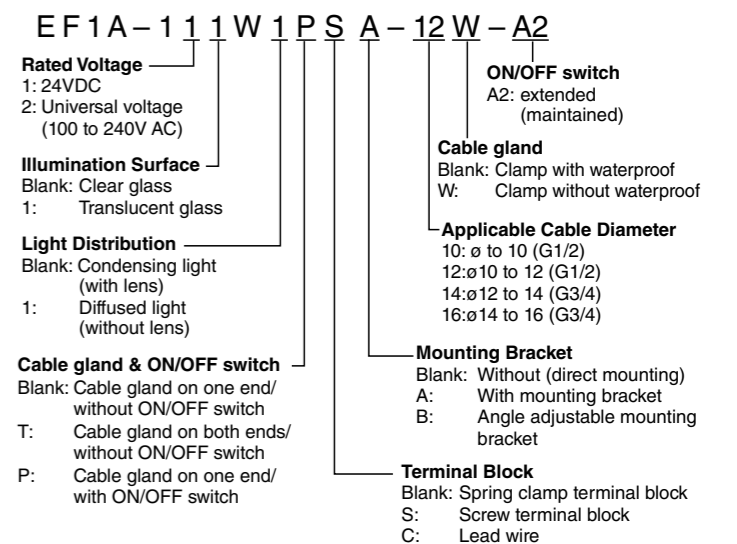 EF1A–111W1PSA–12W–A2
Rated Voltage
1: 24VDC
2: Universal voltage
(100 to 240V AC)
Illumination Surface
Blank: Clear glass
1: Translucent glass
Light Distribution
Blank: Condensing light
(with lens)
1: Diffused light
(without lens)
Cable gland & ON/OFF switch
Blank: Cable gland on one end/
without ON/OFF switch
T: Cable gland on both ends/
without ON/OFF switch
P: Cable gland on one end/
with ON/OFF switch
ON/OFF switch
A2: extended
(maintained)
Cable gland
Blank: Clamp with waterproof
W: Clamp without waterproof
Applicable Cable Diameter
10: ø to 10 (G1/2)
12:ø10 to 12 (G1/2)
14:ø12 to 14 (G3/4)
16:ø14 to 16 (G3/4)
Mounting Bracket
Blank: Without (direct mounting)
A: With mounting bracket
B: Angle adjustable mounting
bracket
Terminal Block
Blank: Spring clamp terminal block
S: Screw terminal block
C: Lead wire